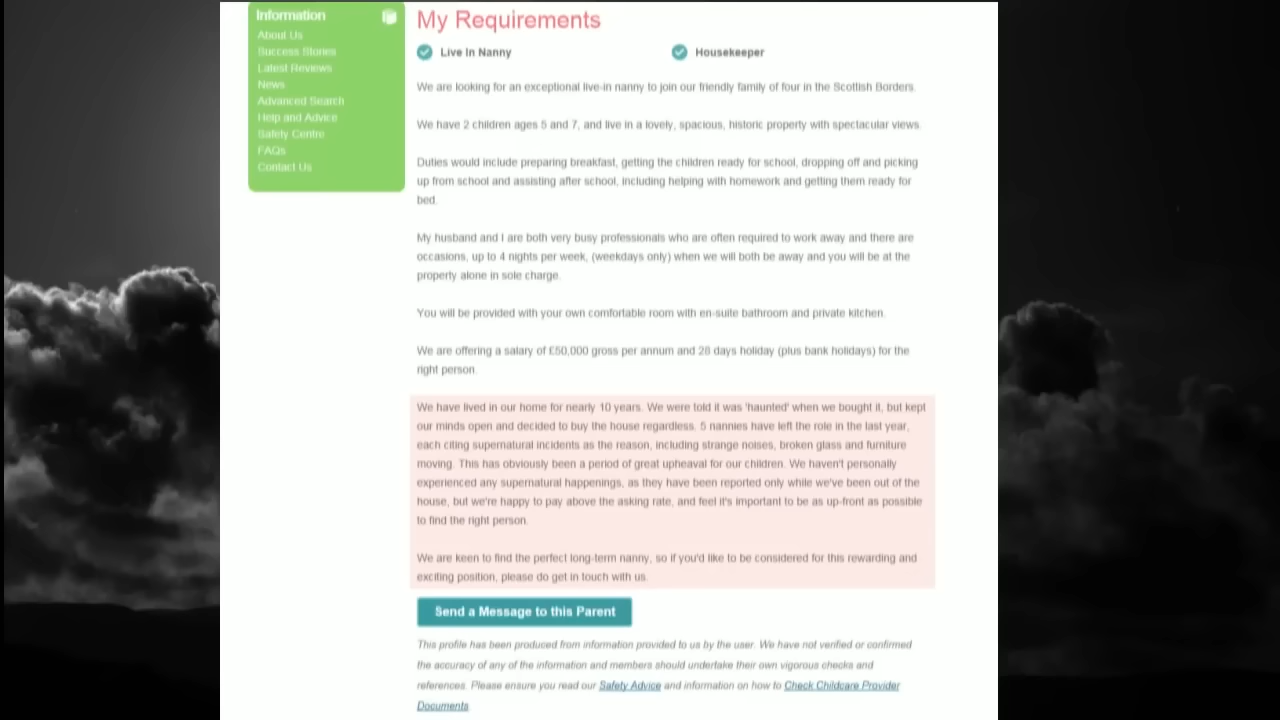 Information
About Us
Success Stories
Latest Reviews
News
Advanced Search
Help and Advice
Safety Centre
FAQs
Contact Us
My Requirements
Live In Nanny
Housekeeper
We are looking for an exceptional live-in nanny to join our friendly family of four in the Scottish Borders.
We have 2 children ages 5 and 7, and live in a lovely, spacious, historic property with spectacular views.
Duties would include preparing breakfast, getting the children ready for school, dropping off and picking
up from school and assisting after school, including helping with homework and getting them ready for
bed.
My husband and I are both very busy professionals who are often required to work away and there are
occasions, up to 4 nights per week, (weekdays only) when we will both be away and you will be at the
property alone in sole charge.
You will be provided with your own comfortable room with en-suite bathroom and private kitchen.
We are offering a salary of £50,000 gross per annum and 28 days holiday (plus bank holidays) for the
right person.
We have lived in our home for nearly 10 years. We were told it was 'haunted' when we bought it, but kept
our minds open and decided to buy the house regardless. 5 nannies have left the role in the last year,
each citing supernatural incidents as the reason, including strange noises, broken glass and furniture
moving. This has obviously been a period of great upheaval for our children. We haven't personally
experienced any supernatural happenings, as they have been reported only while we've been out of the
house, but we're happy to pay above the asking rate, and feel it's important to be as up-front as possible
to find the right person.
We are keen to find the perfect long-term nanny, so if you'd like to be considered for this rewarding and
exciting position, please do get in touch with us.
Send a Message to this Parent
This profile has been produced from information provided to us by the user. We have not verified or confirmed
the accuracy of any of the information and members should undertake their own vigorous checks and
references. Please ensure you read our Safety Advice and information on how to Check Childcare Provider
Documents